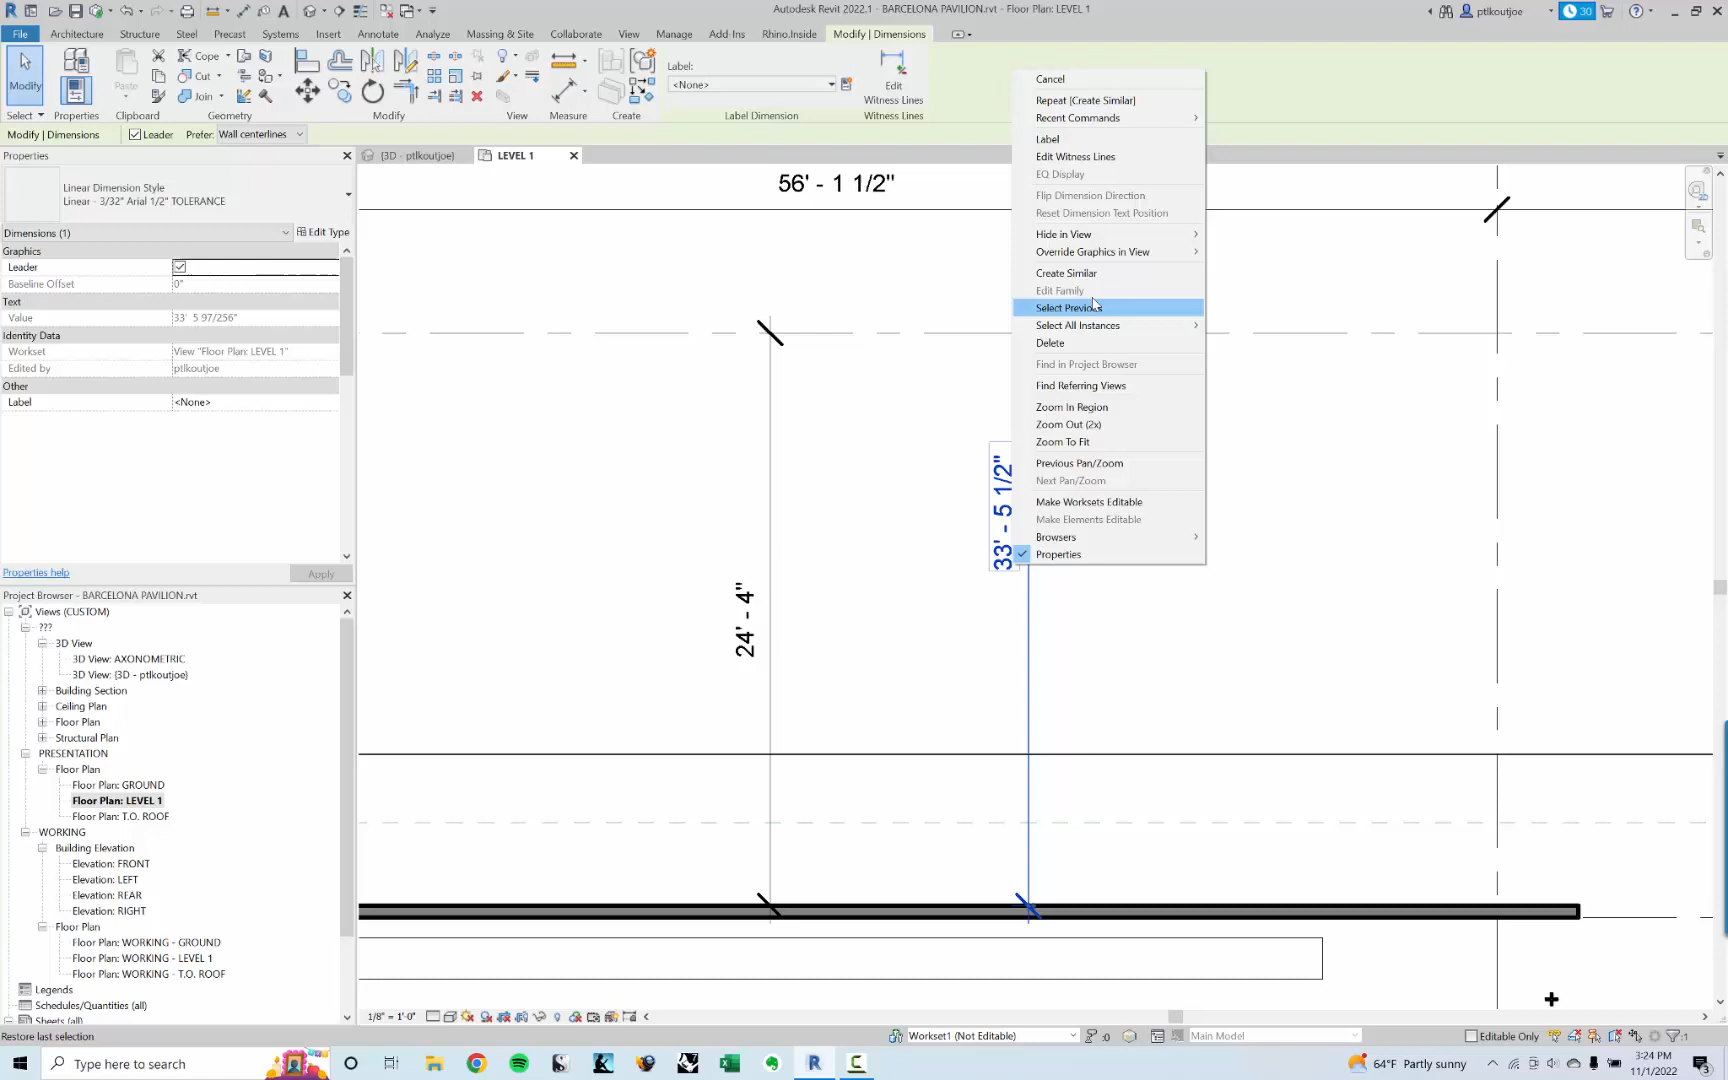 Autodesk Revit 2022.1 - BARCELONA PAVILION.rvt - Floor Plan: LEVEL 1
ptlkoutjoe
30
File Architecture Structure Steel Precast Systems Insert Annotate Analyze Massing & Site Collaborate View Manage Add-Ins Rhino.Inside Modify | Dimensions
Modify
Paste
Cope
Cut
Join
Label:
<None>
Edit
Witness Lines
Select Properties Clipboard Geometry Modify View Measure Create Label Dimension Witness Lines
Modify | Dimensions
Leader
Prefer: Wall centerlines
Properties
Linear Dimension Style
Linear - 3/32" Arial 1/2" TOLERANCE
Dimensions (1)
Edit Type
Graphics
Leader
Baseline Offset 0"
Text
Value 33' 5 97/256"
Identity Data
Workset View "Floor Plan: LEVEL 1"
Edited by ptlkoutjoe
Other
Label <None>
Properties help
Apply
Project Browser - BARCELONA PAVILION.rvt
Views (CUSTOM)
???
3D View
3D View: AXONOMETRIC
3D View: {3D - ptlkoutjoe}
Building Section
Ceiling Plan
Floor Plan
Structural Plan
PRESENTATION
Floor Plan
Floor Plan: GROUND
Floor Plan: LEVEL 1
Floor Plan: T.O. ROOF
WORKING
Building Elevation
Elevation: FRONT
Elevation: LEFT
Elevation: REAR
Elevation: RIGHT
Floor Plan
Floor Plan: WORKING - GROUND
Floor Plan: WORKING - LEVEL 1
Floor Plan: WORKING - T.O. ROOF
Legends
Schedules/Quantities (all)
Sheets (all)
{3D - ptlkoutjoe}
LEVEL 1
56' - 1 1/2"
24' - 4"
33' - 5 1/2"
Cancel
Repeat [Create Similar]
Recent Commands
Label
Edit Witness Lines
EQ Display
Flip Dimension Direction
Reset Dimension Text Position
Hide in View
Override Graphics in View
Create Similar
Edit Family
Select Previous
Select All Instances
Delete
Find in Project Browser
Find Referring Views
Zoom In Region
Zoom Out (2x)
Zoom To Fit
Previous Pan/Zoom
Next Pan/Zoom
Make Worksets Editable
Make Elements Editable
Browsers
Properties
1/8" = 1'-0"
Restore last selection
Workset1 (Not Editable)
:0
Main Model
Editable Only
:1
Type here to search
64°F Partly sunny
3:24 PM
11/1/2022
3